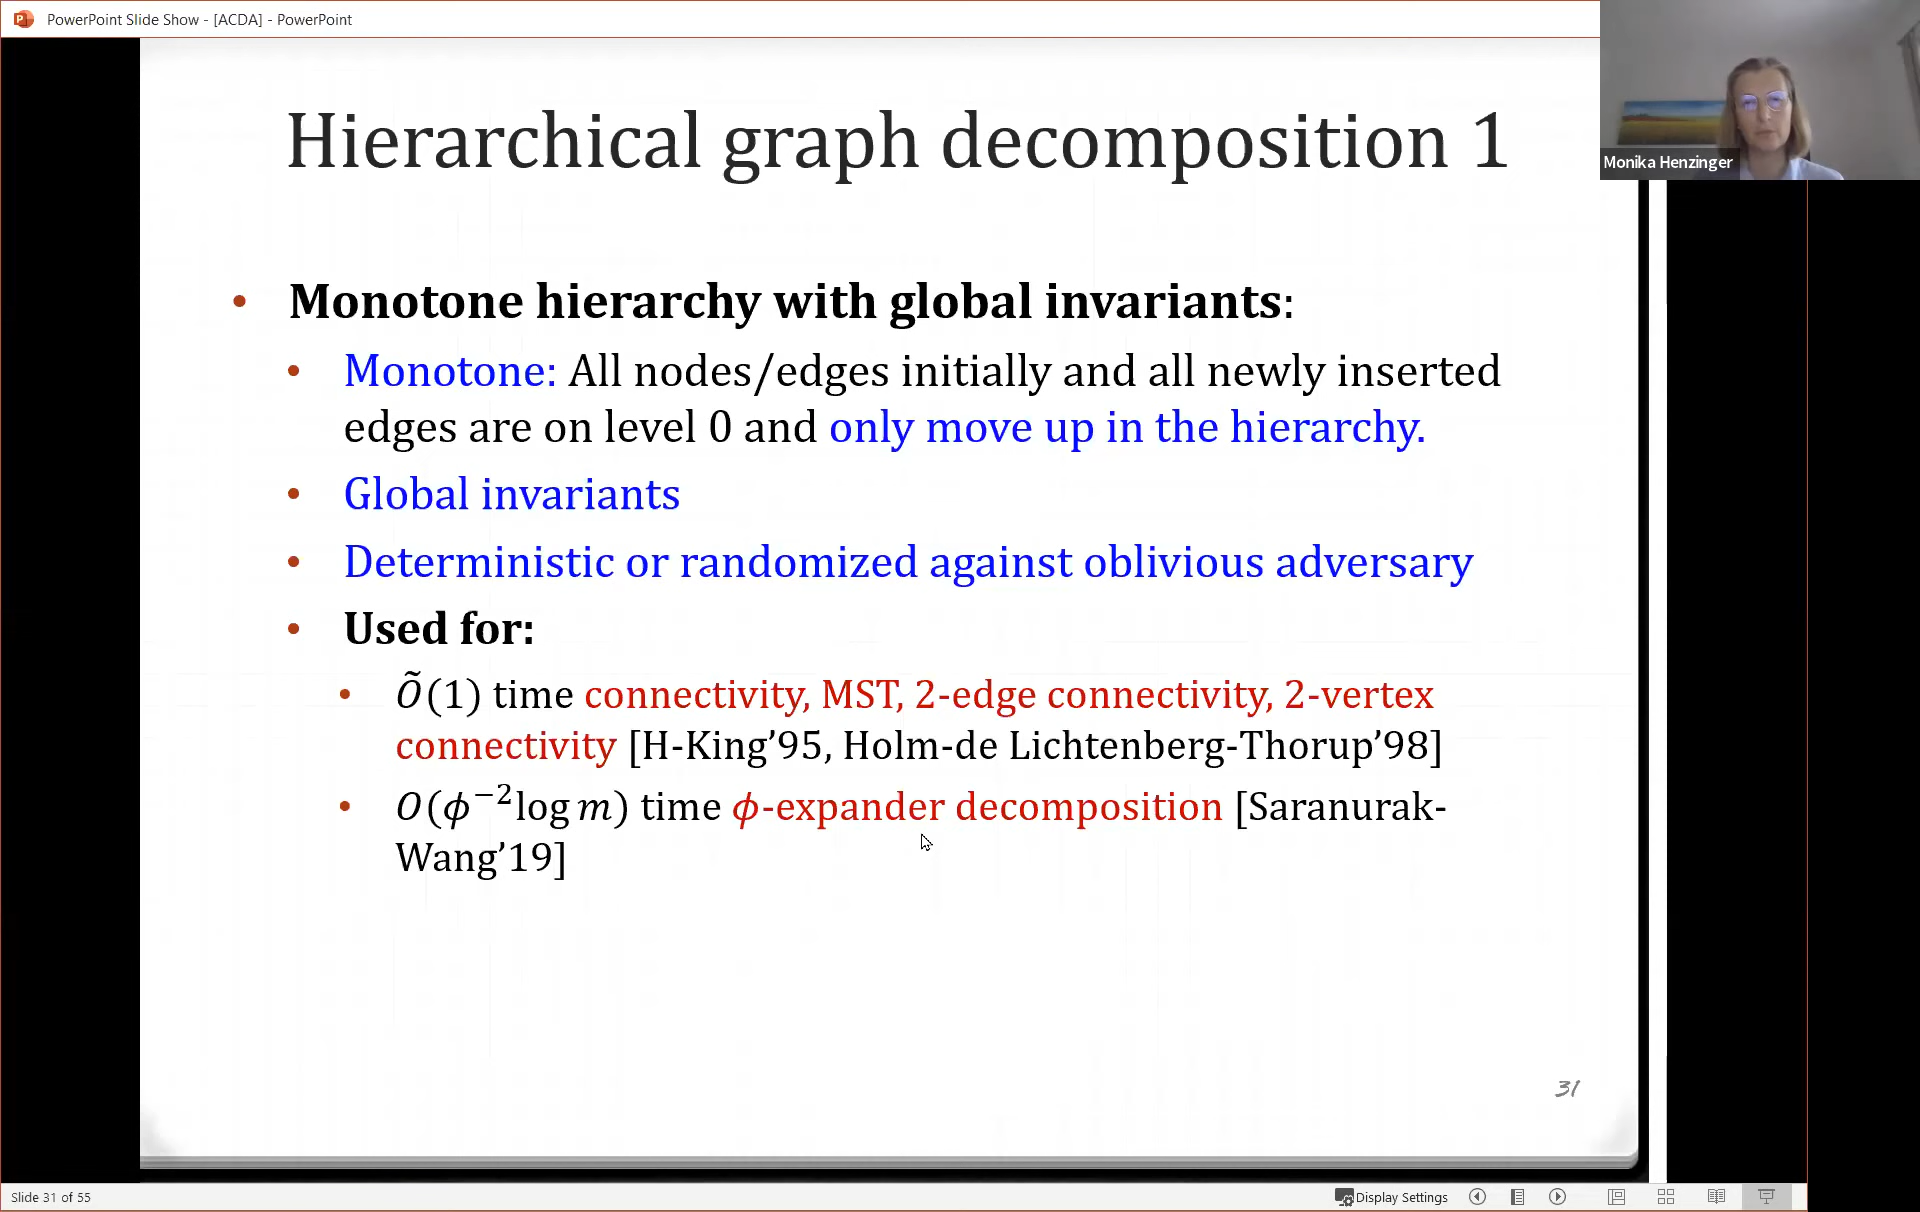 PowerPoint Slide Show - [ACDA] - PowerPoint
Monika Henzinger
Hierarchical graph decomposition 1
• Monotone hierarchy with global invariants:
• Monotone: All nodes/edges initially and all newly inserted
edges are on level 0 and only move up in the hierarchy.
• Global invariants
• Deterministic or randomized against oblivious adversary
• Used for:
• Õ(1) time connectivity, MST, 2-edge connectivity, 2-vertex
connectivity [H-King’95, Holm-de Lichtenberg-Thorup’98]
• O(ϕ⁻² log m) time ϕ-expander decomposition [Saranurak-
Wang’19]
31
Slide 31 of 55
Display Settings